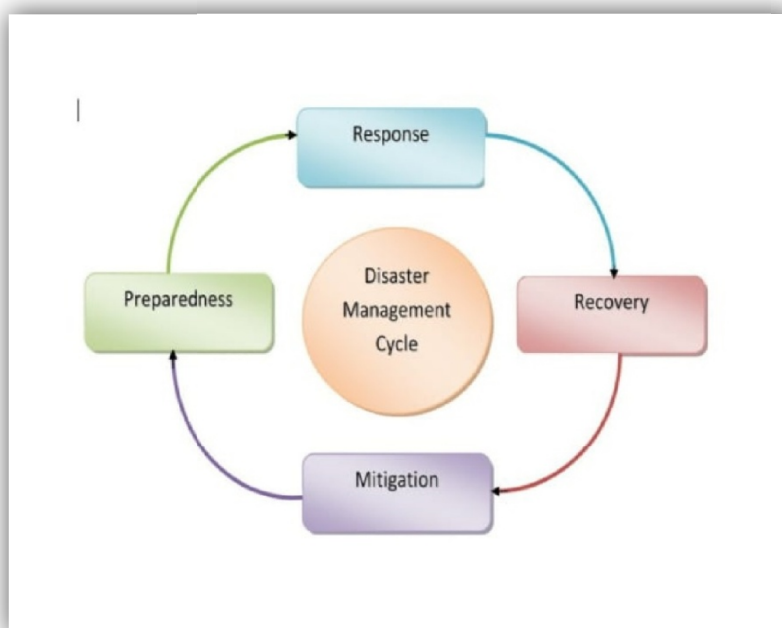 Response
Preparedness
Disaster
Management
Cycle
Recovery
Mitigation